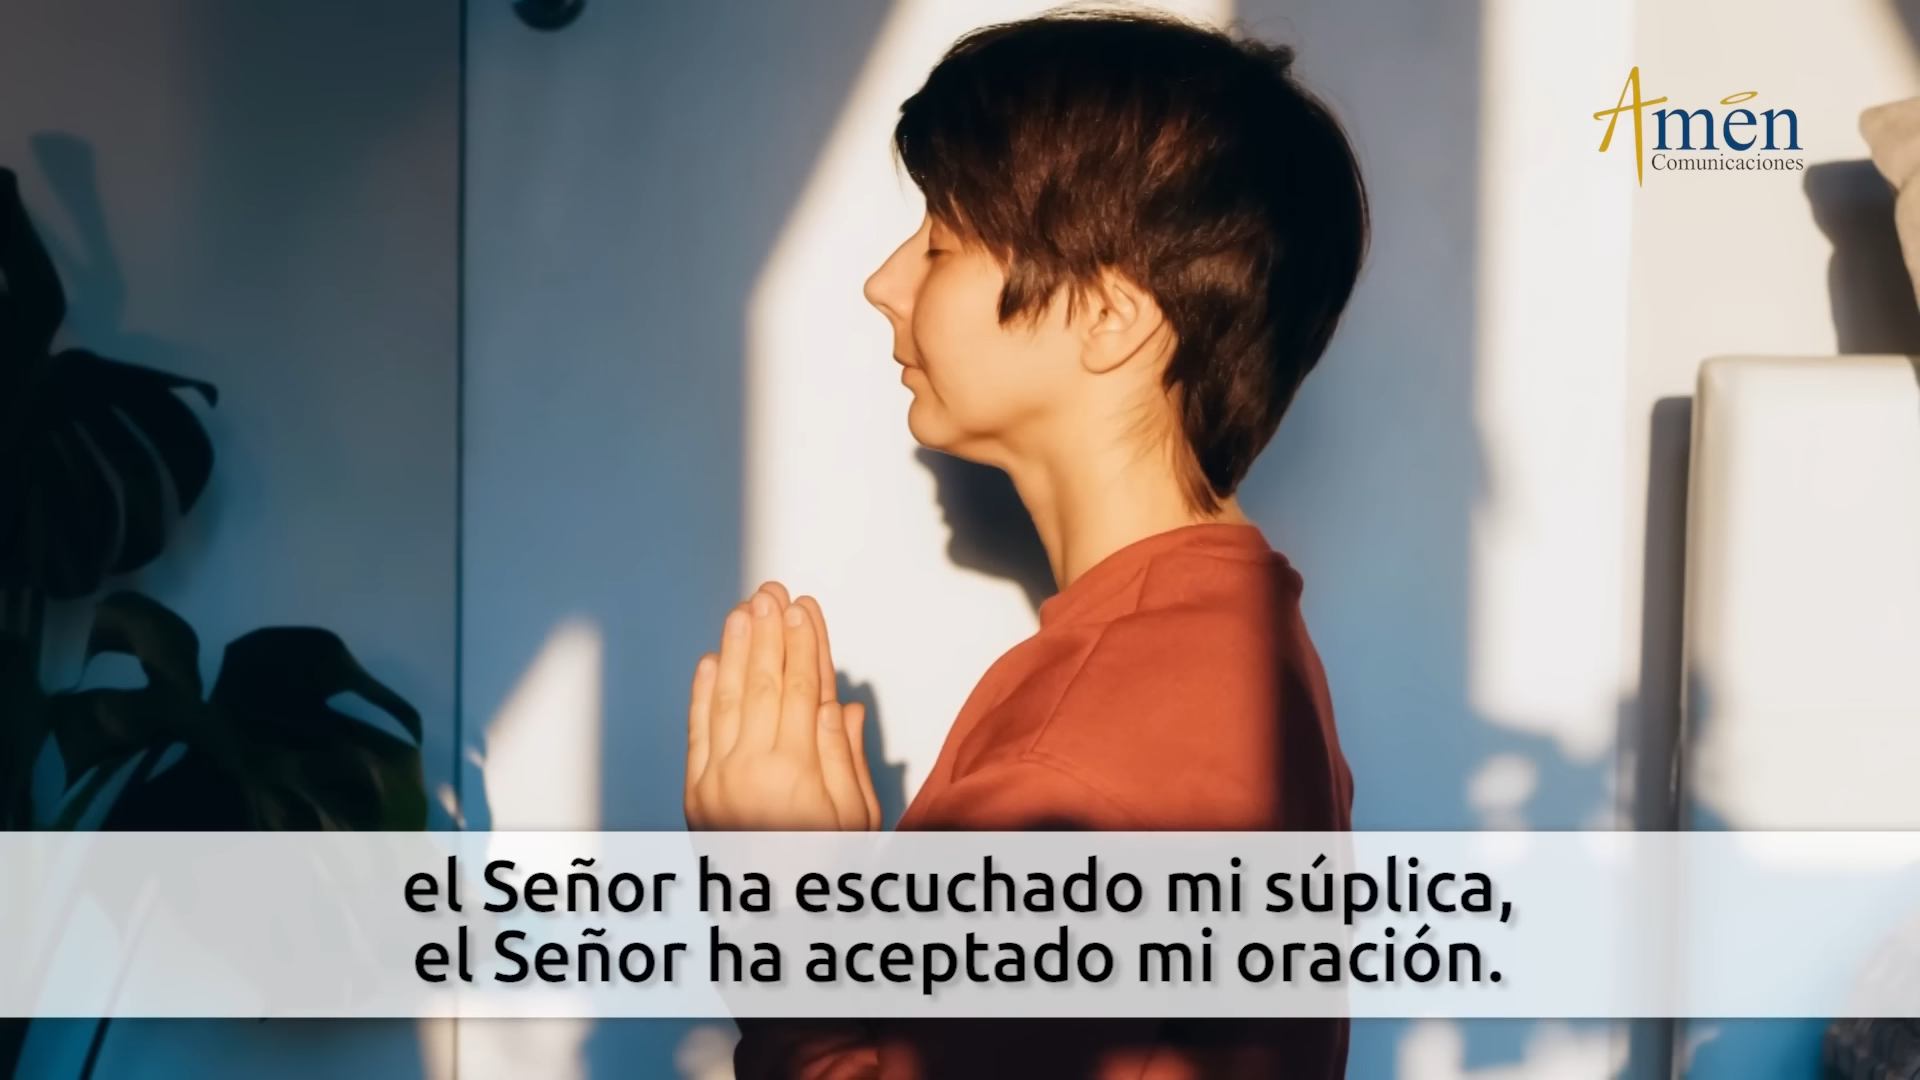 Amén
Comunicaciones
el Señor ha escuchado mi súplica,
el Señor ha aceptado mi oración.